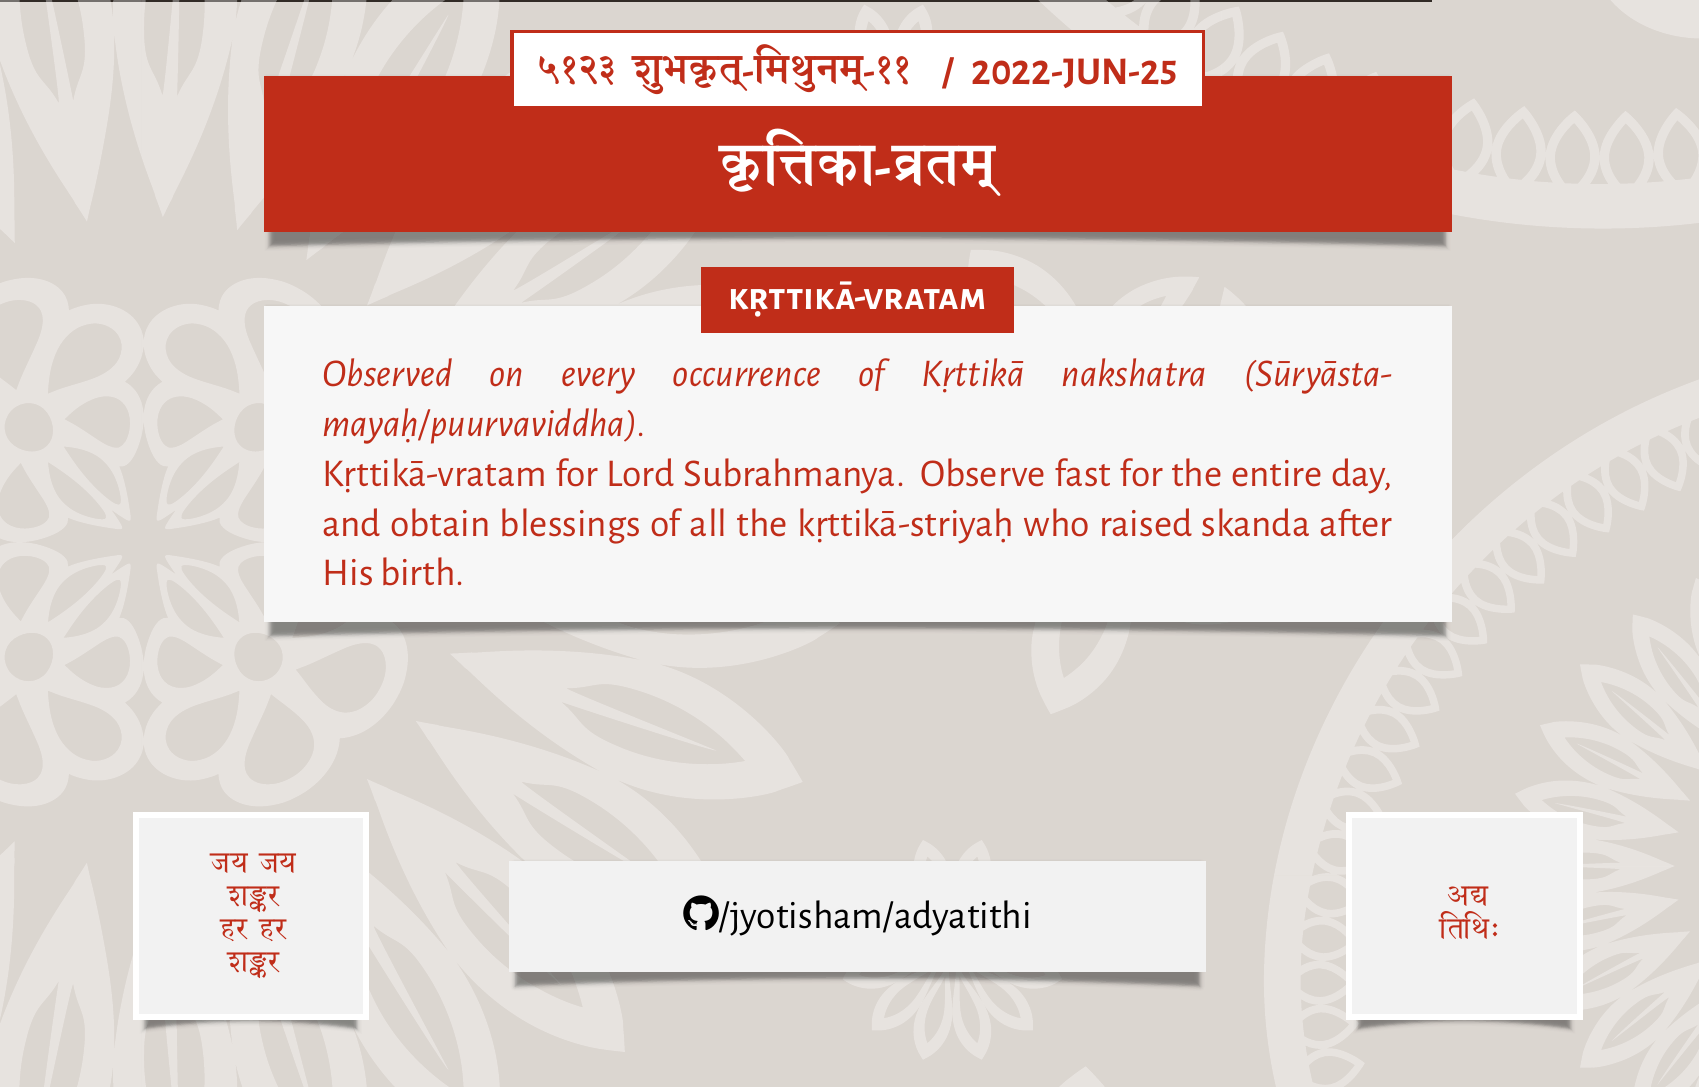 ५१२३ शुभकृत्-मिथुनम्-११ / 2022-JUN-25
कृत्तिका-व्रतम्
KṚTTIKĀ-VRATAM
Observed on every occurrence of Kṛttikā nakshatra (Sūryāsta-
mayaḥ/puurvaviddha).
Kṛttikā-vratam for Lord Subrahmanya. Observe fast for the entire day,
and obtain blessings of all the kṛttikā-striyaḥ who raised skanda after
His birth.
जय जय
शङ्कर
हर हर
शङ्कर
/jyotisham/adyatithi
अद्य
तिथिः